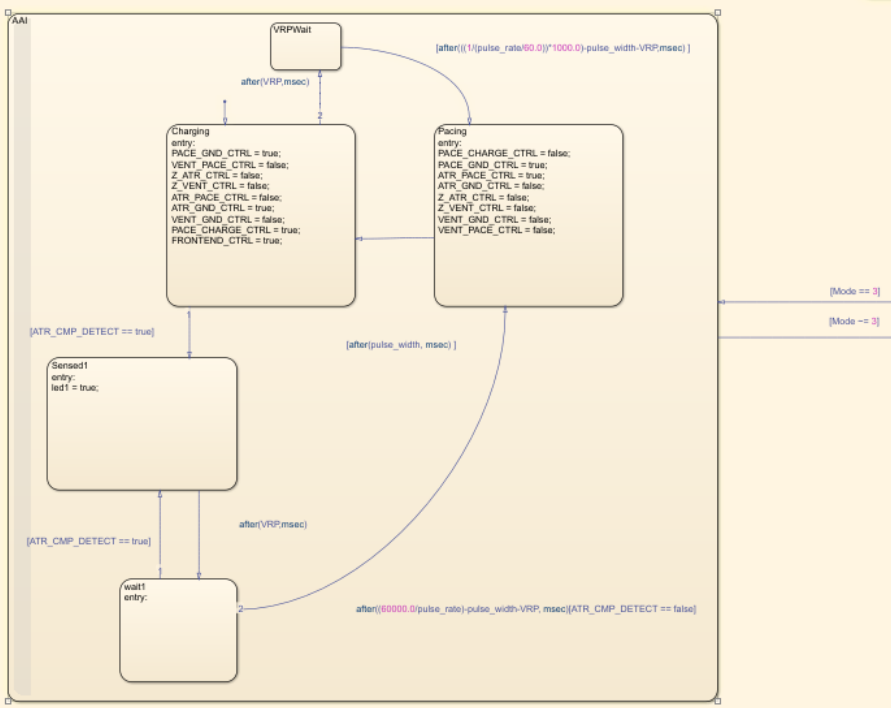 AAI
VRPWait
[after(((1/(pulse_rate/60.0))*1000.0)-pulse_width-VRP,msec) ]
after(VRP,msec)
2
Charging
entry:
PACE_GND_CTRL = true;
VENT_PACE_CTRL = false;
Z_ATR_CTRL = false;
Z_VENT_CTRL = false;
ATR_PACE_CTRL = false;
ATR_GND_CTRL = true;
VENT_GND_CTRL = false;
PACE_CHARGE_CTRL = true;
FRONTEND_CTRL = true;
Pacing
entry:
PACE_CHARGE_CTRL = false;
PACE_GND_CTRL = true;
ATR_PACE_CTRL = true;
ATR_GND_CTRL = false;
Z_ATR_CTRL = false;
Z_VENT_CTRL = false;
VENT_GND_CTRL = false;
VENT_PACE_CTRL = false;
[Mode == 3]
[Mode ~= 3]
1
[ATR_CMP_DETECT == true]
[after(pulse_width, msec) ]
Sensed1
entry:
led1 = true;
after(VRP,msec)
[ATR_CMP_DETECT == true]
1
wait1
entry:
2
after((60000.0/pulse_rate)-pulse_width-VRP, msec)[ATR_CMP_DETECT == false]